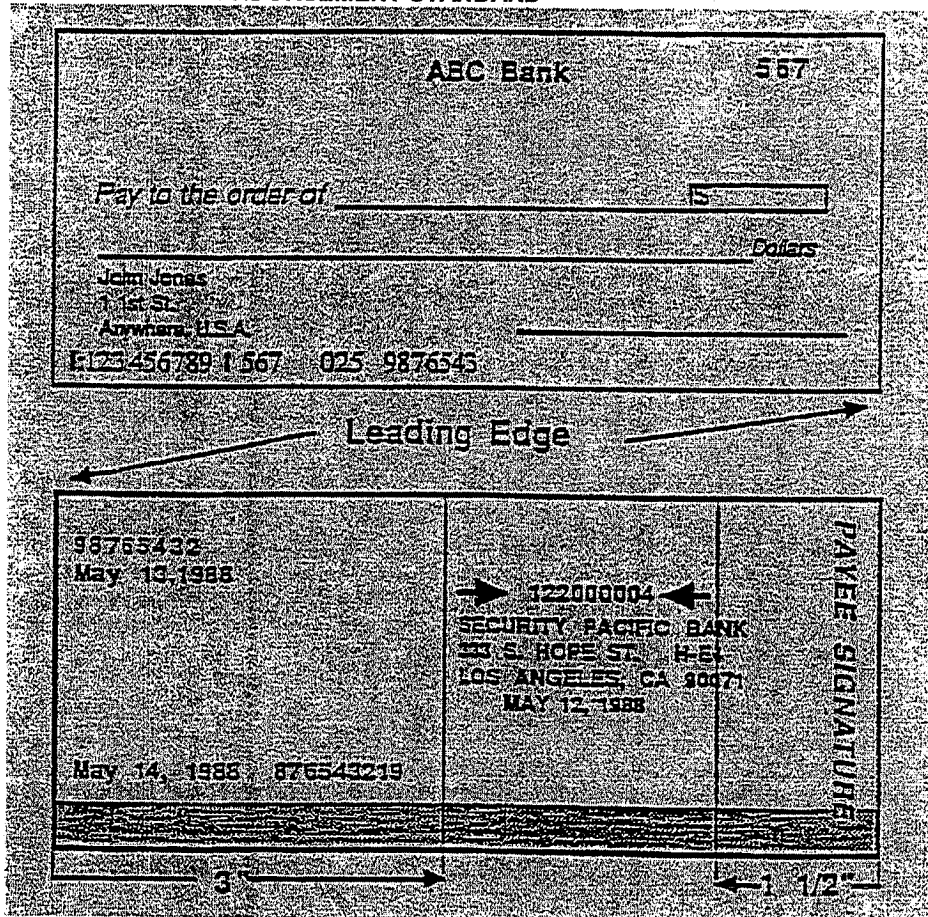 ABC Bank 567
Pay to the order of $
Dollars
John Jones
1 1st St.
Anywhere, U.S.A.
123456789 567 025 9876543
Leading Edge
98765432
May 13,1988
122000004
SECURITY PACIFIC BANK
333 S. HOPE ST.
LOS ANGELES, CA 90071
MAY 12, 1988
May 14, 1988 876543219
PAYEE SIGNATURE
3"
1 1/2"